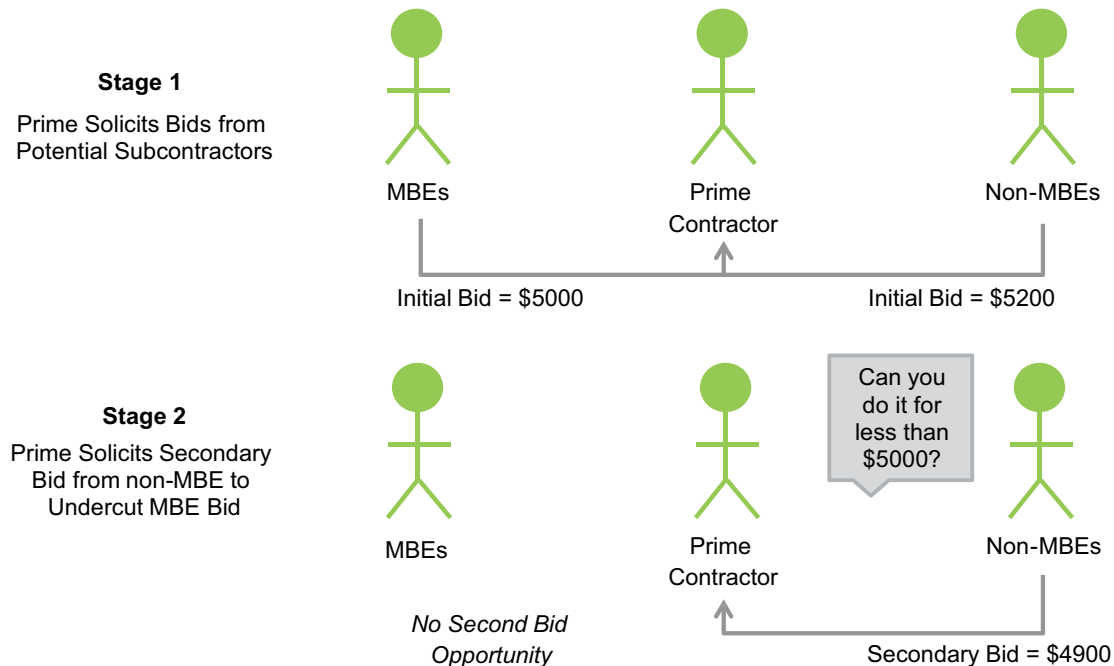 Stage 1
Prime Solicits Bids from
Potential Subcontractors
MBEs
Prime
Contractor
Non-MBEs
Initial Bid = $5000
Initial Bid = $5200
Stage 2
Prime Solicits Secondary
Bid from non-MBE to
Undercut MBE Bid
Can you
do it for
less than
$5000?
MBEs
Prime
Contractor
Non-MBEs
No Second Bid
Opportunity
Secondary Bid = $4900